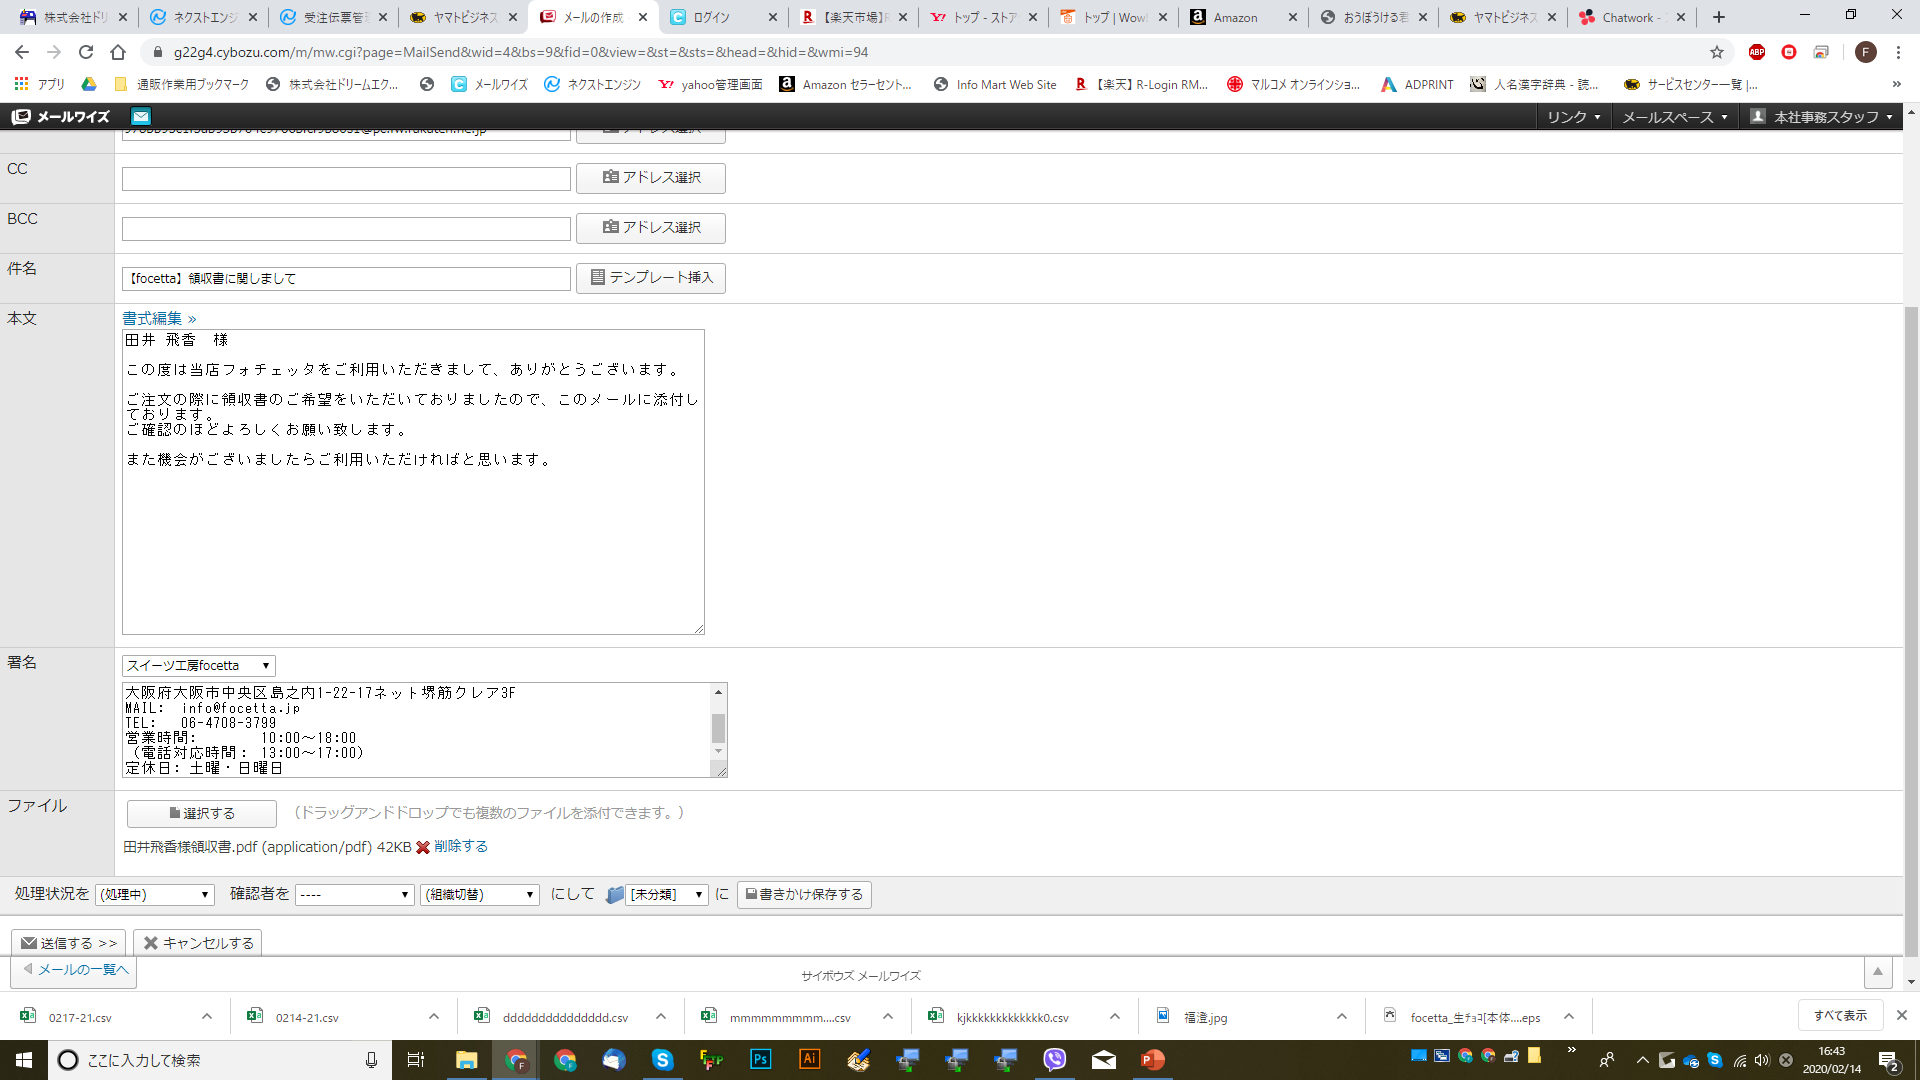 株式会社ドリ
ネクストエンジ
受注伝票管理
ヤマトビジネス
メールの作成
ログイン
【楽天市場】F
トップ - ストア
トップ | Wow!
Amazon
おうぼうける君
ヤマトビジネス
Chatwork -
g22g4.cybozu.com/m/mw.cgi?page=MailSend&wid=4&bs=9&fid=0&view=&st=&sts=&head=&hid=&wmi=94
アプリ
通販作業用ブックマーク
株式会社ドリームエク...
メールワイズ
ネクストエンジン
yahoo管理画面
Amazon セラーセント...
Info Mart Web Site
【楽天】R-Login RM...
マルコメ オンラインショ...
ADPRINT
人名漢字辞典 - 読...
サービスセンター一覧 |...
メールワイズ
リンク
メールスペース
本社事務スタッフ
CC
アドレス選択
BCC
アドレス選択
件名
【focetta】領収書に関しまして
テンプレート挿入
本文
書式編集 »
田井 飛香　様
この度は当店フォチェッタをご利用いただきまして、ありがとうございます。
ご注文の際に領収書のご希望をいただいておりましたので、このメールに添付し
ております。
ご確認のほどよろしくお願い致します。
また機会がございましたらご利用いただければと思います。
署名
スイーツ工房focetta
大阪府大阪市中央区島之内1-22-17ネット堺筋クレア3F
MAIL: info@focetta.jp
TEL: 06-4708-3799
営業時間: 10:00～18:00
（電話対応時間： 13:00～17:00）
定休日：土曜・日曜日
ファイル
選択する
（ドラッグアンドドロップでも複数のファイルを添付できます。）
田井飛香様領収書.pdf (application/pdf) 42KB 削除する
処理状況を (処理中) 確認者を ---- (組織切替) にして [未分類] に 書きかけ保存する
送信する >>
キャンセルする
メールの一覧へ
サイボウズ メールワイズ
0217-21.csv
0214-21.csv
ddddddddddddddd.csv
mmmmmmmmm....csv
kjkkkkkkkkkkkk0.csv
福澄.jpg
focetta_生ﾁｮｺ[本体....eps
すべて表示
ここに入力して検索
16:43
2020/02/14